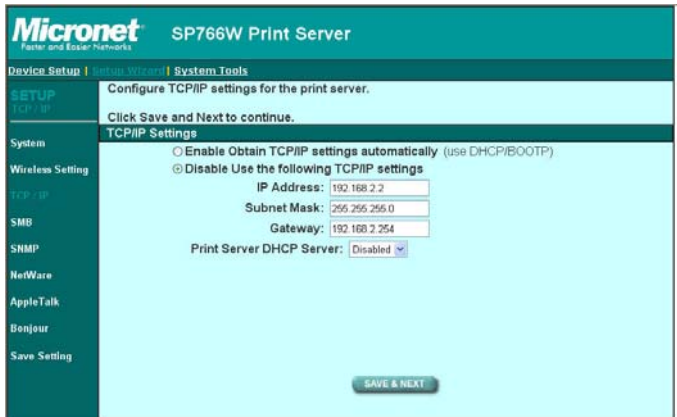 Micronet
Faster and Easier Networks
SP766W Print Server
Device Setup | Setup Wizard | System Tools
SETUP
TCP / IP
System
Wireless Setting
TCP / IP
SMB
SNMP
NetWare
AppleTalk
Bonjour
Save Setting
Configure TCP/IP settings for the print server.
Click Save and Next to continue.
TCP/IP Settings
Enable Obtain TCP/IP settings automatically (use DHCP/BOOTP)
Disable Use the following TCP/IP settings
IP Address: 192.168.2.2
Subnet Mask: 255.255.255.0
Gateway: 192.168.2.254
Print Server DHCP Server: Disabled
SAVE & NEXT